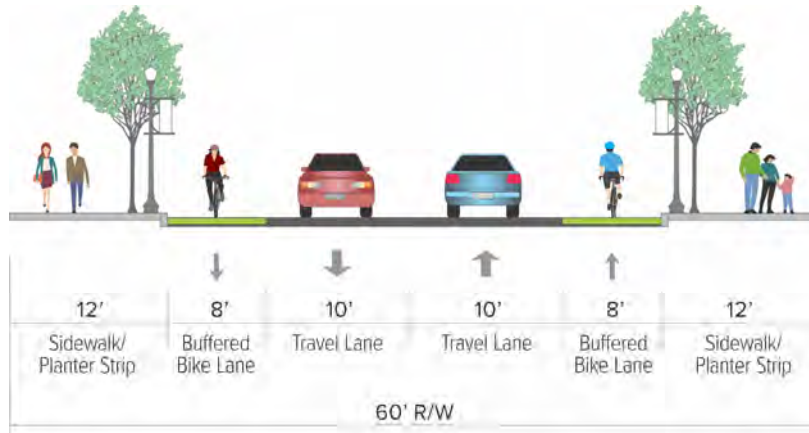 12’ 8’ 10’ 10’ 8’ 12’
Sidewalk/ Buffered Travel Lane Travel Lane Buffered Sidewalk/
Planter Strip Bike Lane Bike Lane Planter Strip
60’ R/W